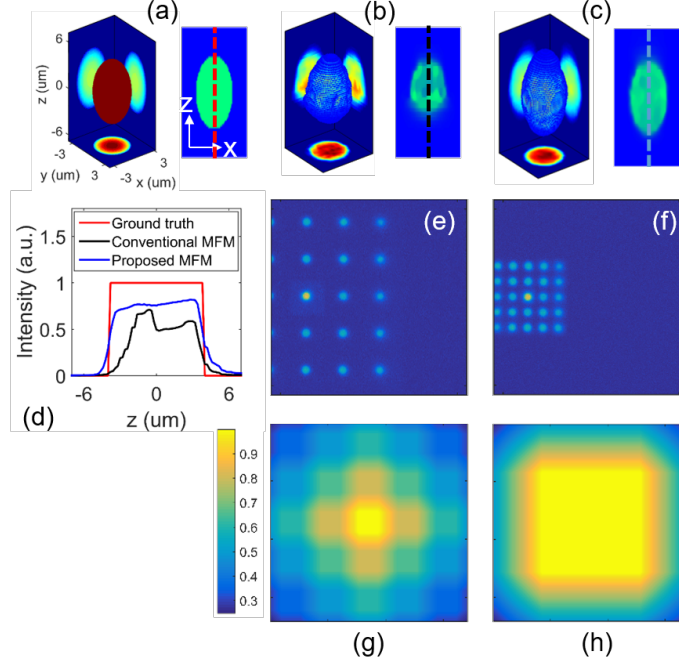 (a)
(b)
(c)
z (um)
6
0
-6
-3
y (um)
3
-3
x (um)
3
Z
X
Intensity (a.u.)
1.5
1
0.5
0
Ground truth
Conventional MFM
Proposed MFM
-6
0
6
z (um)
(d)
(e)
(f)
0.9
0.8
0.7
0.6
0.5
0.4
0.3
(g)
(h)